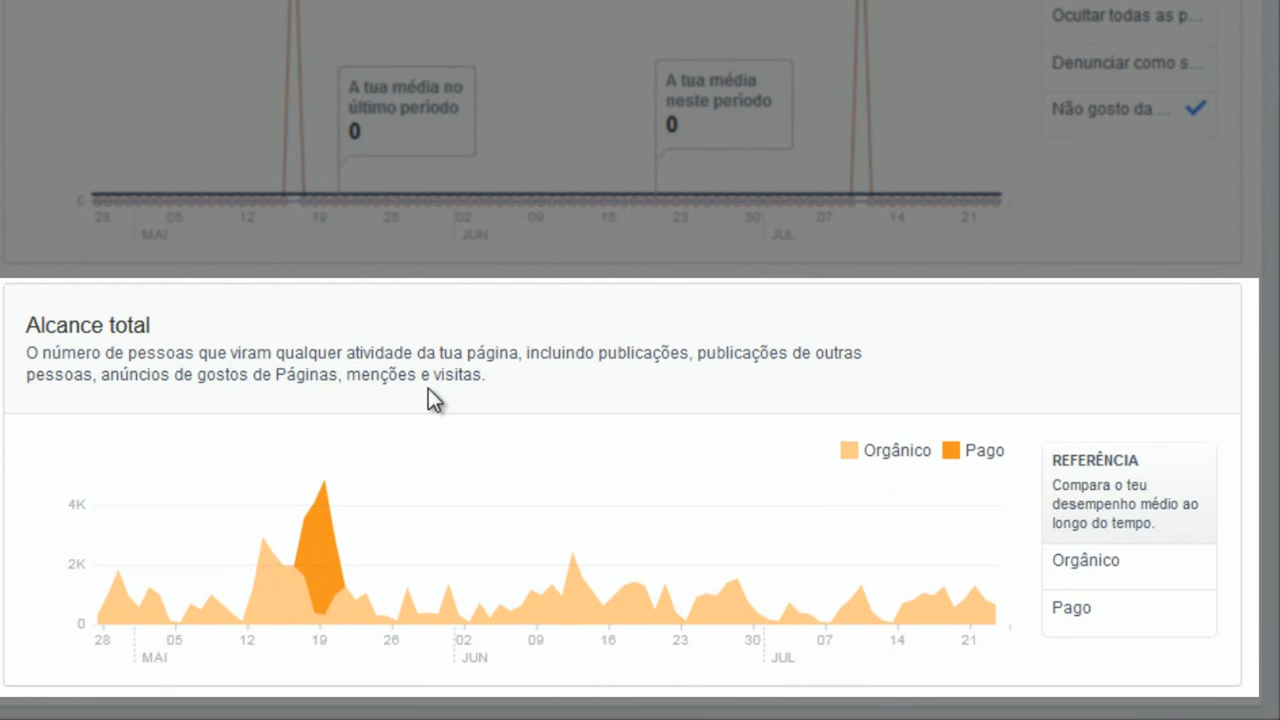 Ocultar todas as p...
Denunciar como s...
Não gosto da ...
A tua média no
último período
0
A tua média
neste período
0
28 05 12 19 26 02 09 16 23 30 07 14 21
MAI JUN JUL
Alcance total
O número de pessoas que viram qualquer atividade da tua página, incluindo publicações, publicações de outras
pessoas, anúncios de gostos de Páginas, menções e visitas.
Orgânico Pago
4K
2K
0
28 05 12 19 26 02 09 16 23 30 07 14 21
MAI JUN JUL
REFERÊNCIA
Compara o teu
desempenho médio ao
longo do tempo.
Orgânico
Pago